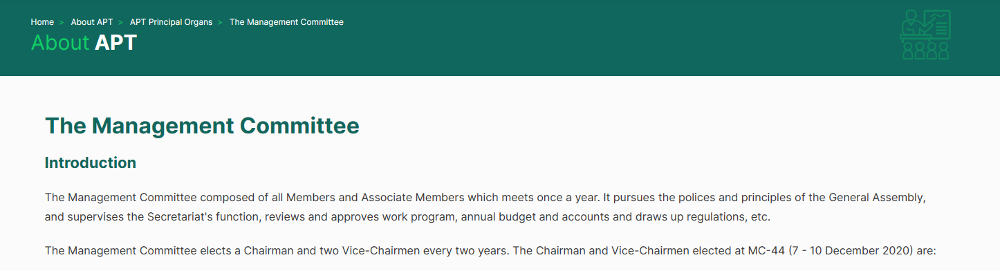 Home > About APT > APT Principal Organs > The Management Committee
About APT
The Management Committee
Introduction
The Management Committee composed of all Members and Associate Members which meets once a year. It pursues the polices and principles of the General Assembly,
and supervises the Secretariat's function, reviews and approves work program, annual budget and accounts and draws up regulations, etc.
The Management Committee elects a Chairman and two Vice-Chairmen every two years. The Chairman and Vice-Chairmen elected at MC-44 (7 - 10 December 2020) are: